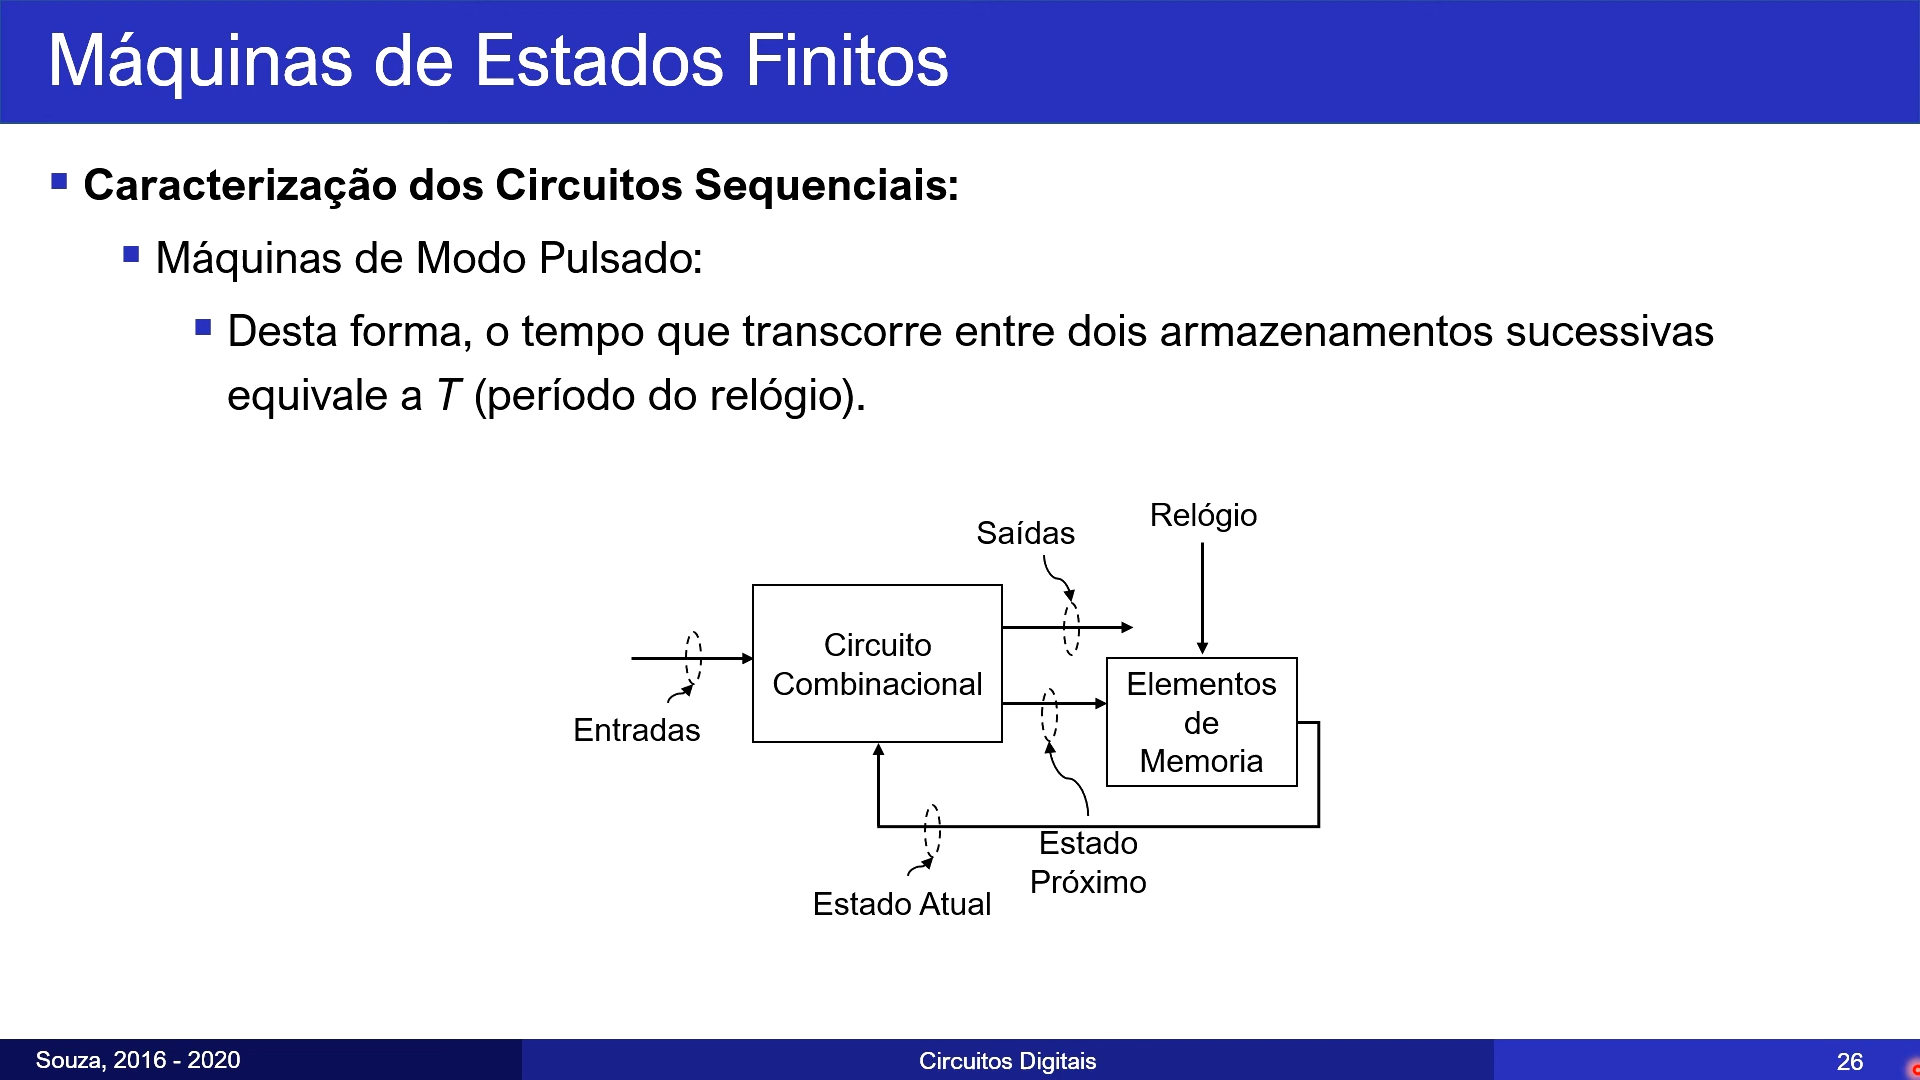 Máquinas de Estados Finitos
Caracterização dos Circuitos Sequenciais:
Máquinas de Modo Pulsado:
Desta forma, o tempo que transcorre entre dois armazenamentos sucessivas
equivale a T (período do relógio).
Relógio
Saídas
Circuito
Combinacional
Elementos
de
Memoria
Entradas
Estado
Próximo
Estado Atual
Souza, 2016 - 2020
Circuitos Digitais
26